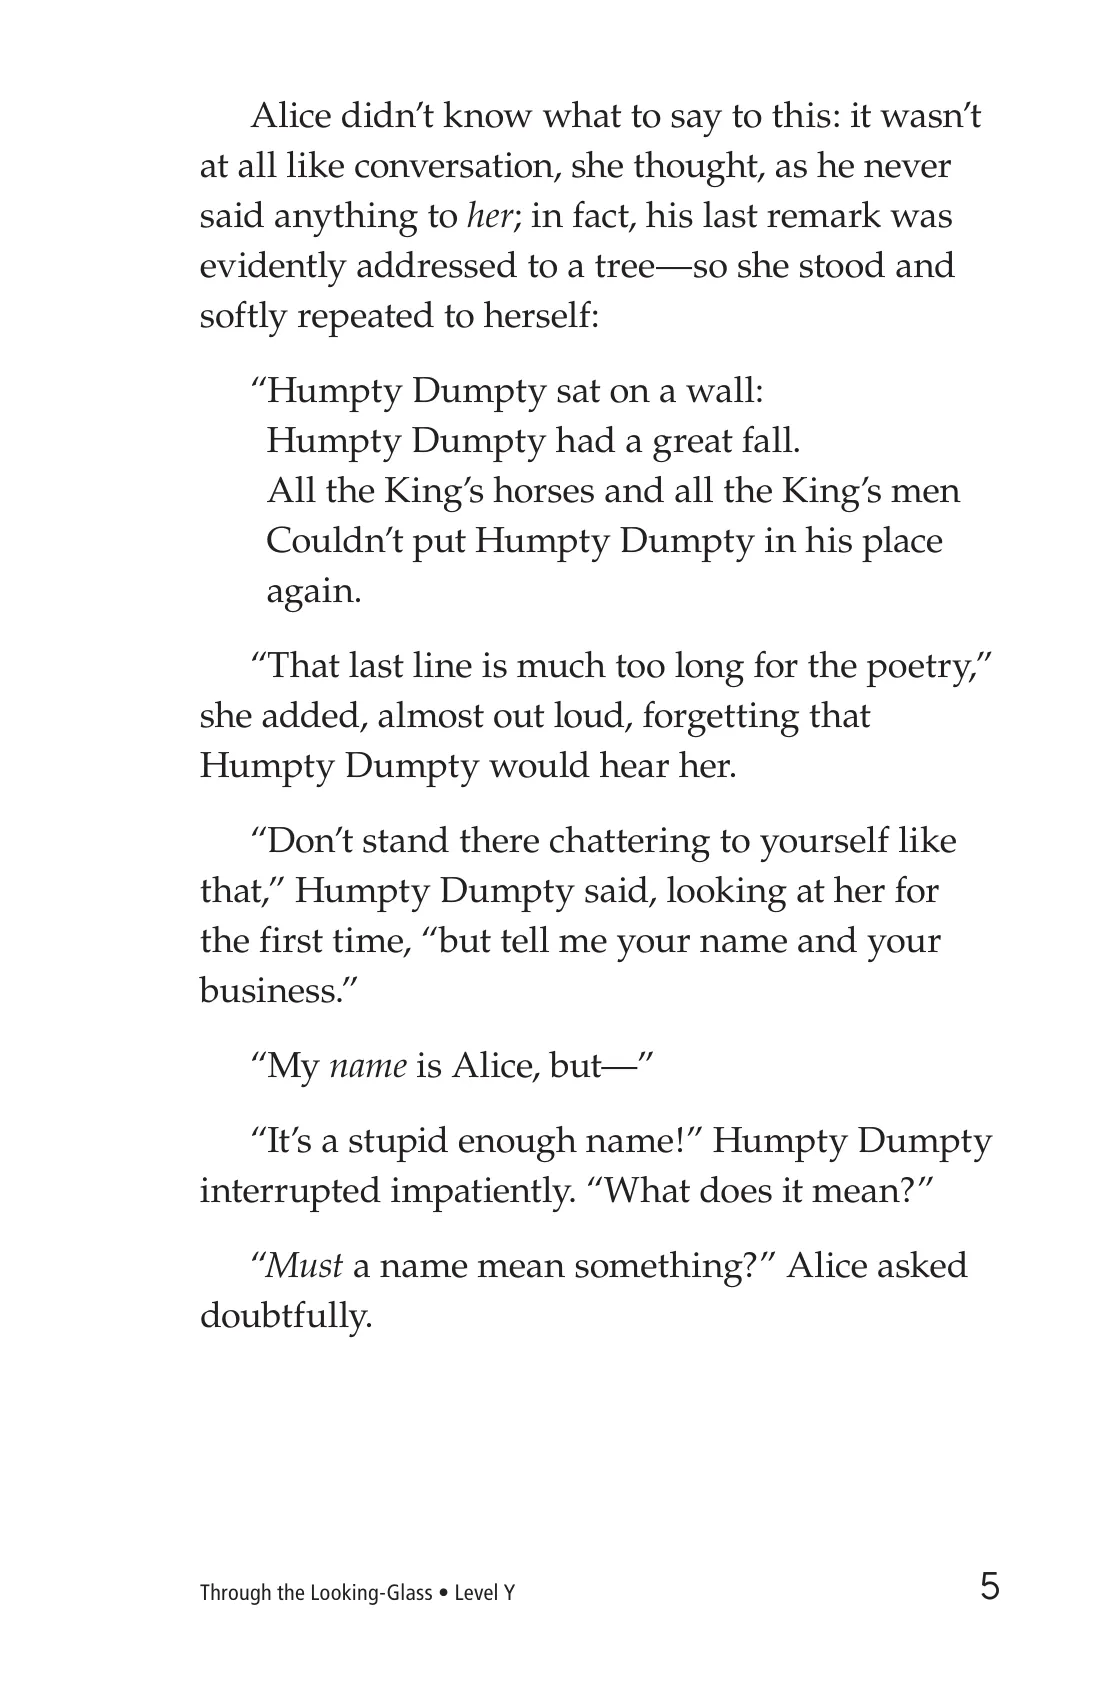 Alice didn’t know what to say to this: it wasn’t
at all like conversation, she thought, as he never
said anything to her; in fact, his last remark was
evidently addressed to a tree—so she stood and
softly repeated to herself:
“Humpty Dumpty sat on a wall:
Humpty Dumpty had a great fall.
All the King’s horses and all the King’s men
Couldn’t put Humpty Dumpty in his place
again.
“That last line is much too long for the poetry,”
she added, almost out loud, forgetting that
Humpty Dumpty would hear her.
“Don’t stand there chattering to yourself like
that,” Humpty Dumpty said, looking at her for
the first time, “but tell me your name and your
business.”
“My name is Alice, but—”
“It’s a stupid enough name!” Humpty Dumpty
interrupted impatiently. “What does it mean?”
“Must a name mean something?” Alice asked
doubtfully.
Through the Looking-Glass • Level Y 5